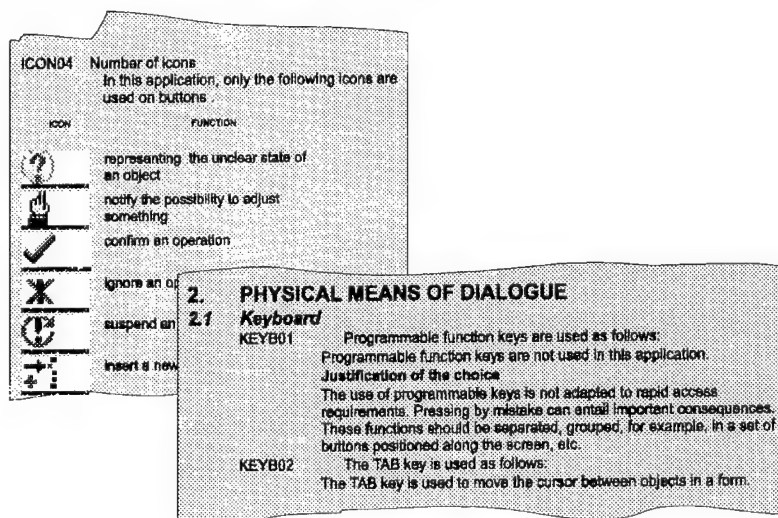 ICON04 Number of icons
In this application, only the following icons are
used on buttons .
ICON FUNCTION
representing the unclear state of
an object
notify the possibility to adjust
something
confirm an operation
ignore an op
suspend an
insert a new
2. PHYSICAL MEANS OF DIALOGUE
2.1 Keyboard
KEYB01 Programmable function keys are used as follows:
Programmable function keys are not used in this application.
Justification of the choice
The use of programmable keys is not adapted to rapid access
requirements. Pressing by mistake can entail important consequences.
These functions should be separated, grouped, for example, in a set of
buttons positioned along the screen, etc.
KEYB02 The TAB key is used as follows:
The TAB key is used to move the cursor between objects in a form.